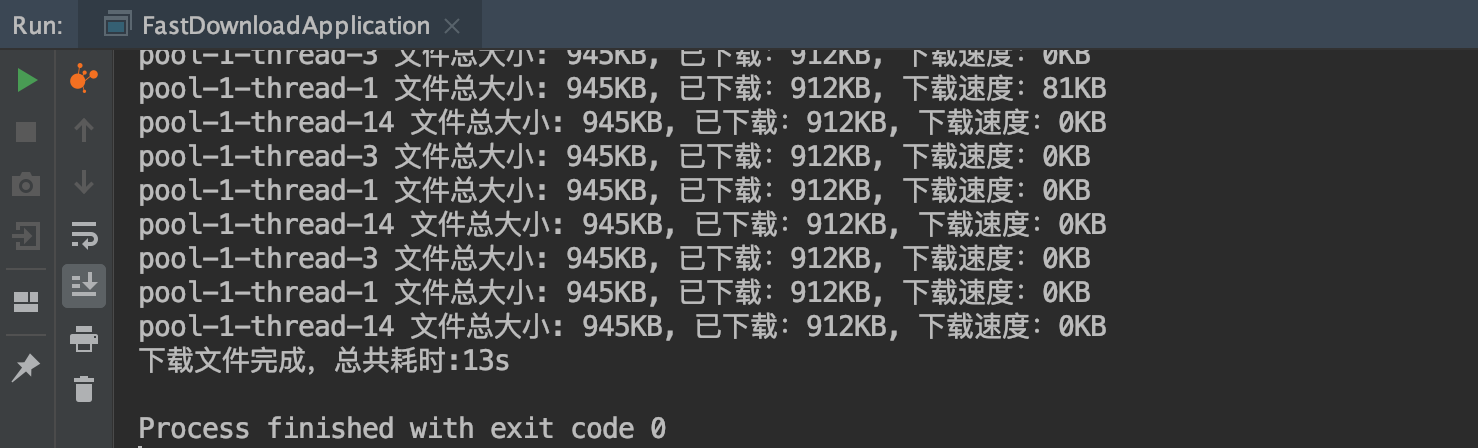 Run: FastDownloadApplication
pool-1-thread-3 文件总大小: 945KB, 已下载: 912KB, 下载速度: 0KB
pool-1-thread-1 文件总大小: 945KB, 已下载: 912KB, 下载速度: 81KB
pool-1-thread-14 文件总大小: 945KB, 已下载: 912KB, 下载速度: 0KB
pool-1-thread-3 文件总大小: 945KB, 已下载: 912KB, 下载速度: 0KB
pool-1-thread-1 文件总大小: 945KB, 已下载: 912KB, 下载速度: 0KB
pool-1-thread-14 文件总大小: 945KB, 已下载: 912KB, 下载速度: 0KB
pool-1-thread-3 文件总大小: 945KB, 已下载: 912KB, 下载速度: 0KB
pool-1-thread-1 文件总大小: 945KB, 已下载: 912KB, 下载速度: 0KB
pool-1-thread-14 文件总大小: 945KB, 已下载: 912KB, 下载速度: 0KB
下载文件完成，总共耗时:13s
Process finished with exit code 0